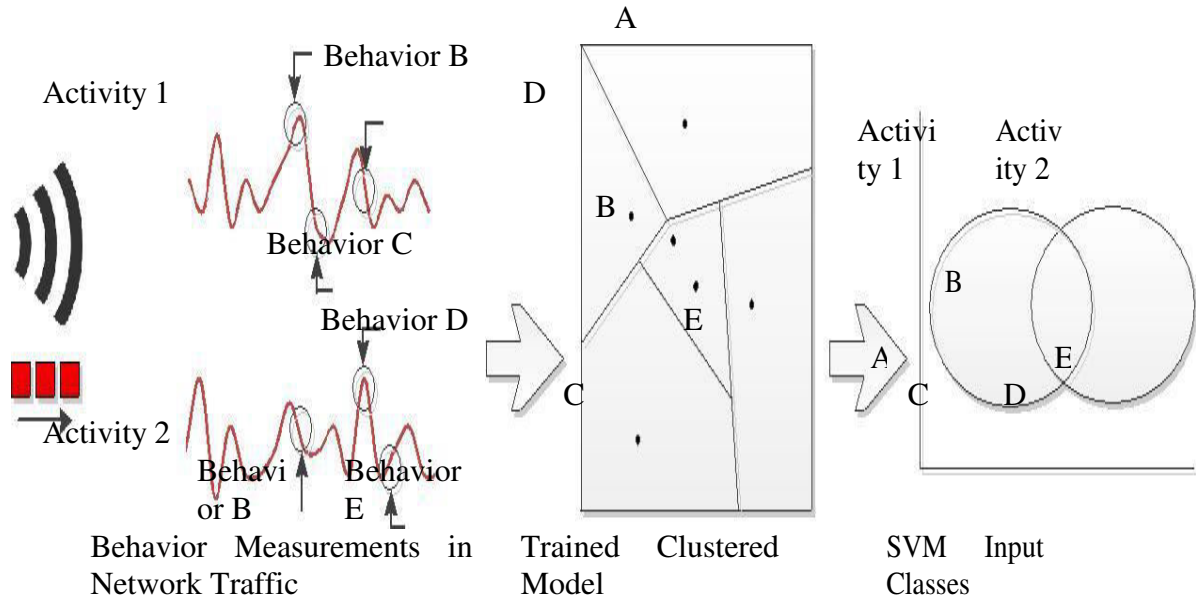 A
Behavior B
Activity 1
D
Activi
ty 1
Activ
ity 2
B
Behavior C
B
Behavior D
E
A
E
C
C
D
Activity 2
Behavi
or B
Behavior
E
Behavior Measurements in
Network Traffic
Trained Clustered
Model
SVM Input
Classes